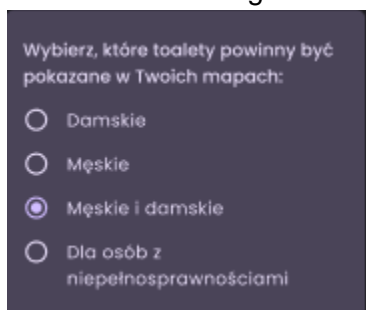 Wybierz, które toalety powinny być
pokazane w Twoich mapach:
Damskie
Męskie
Męskie i damskie
Dla osób z
niepełnosprawnościami